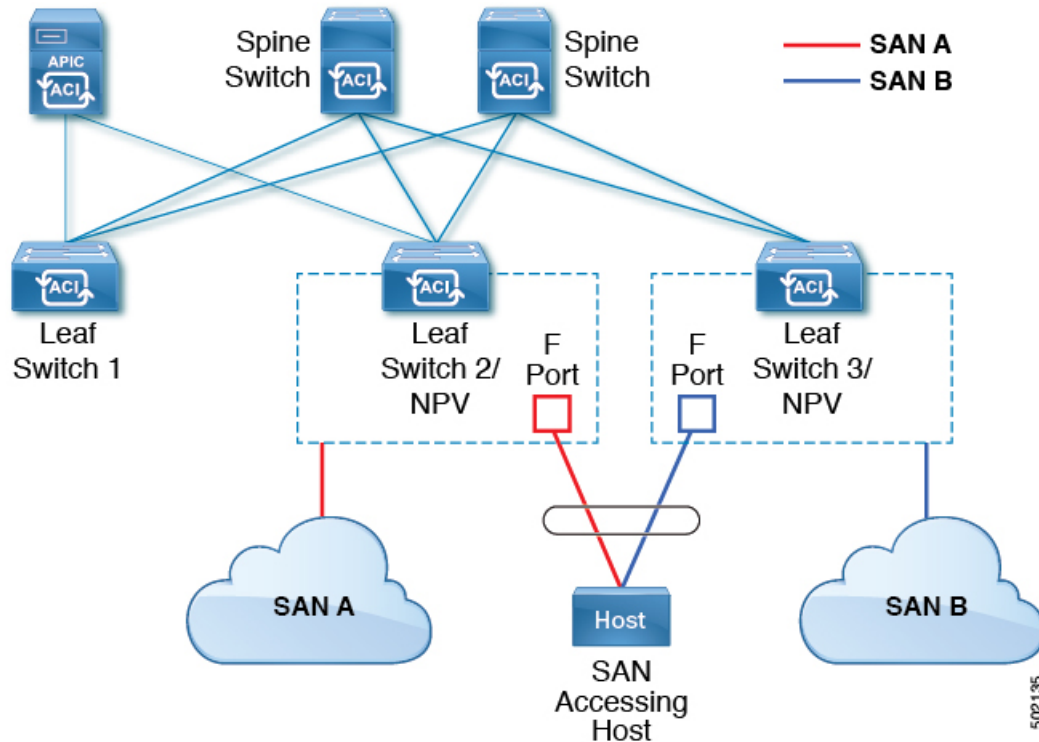 APIC
ACI
Spine
Switch
ACI
ACI
Spine
Switch
SAN A
SAN B
ACI
Leaf
Switch 1
ACI
Leaf
Switch 2/
NPV
F
Port
F
Port
ACI
Leaf
Switch 3/
NPV
SAN A
Host
SAN
Accessing
Host
SAN B
502135